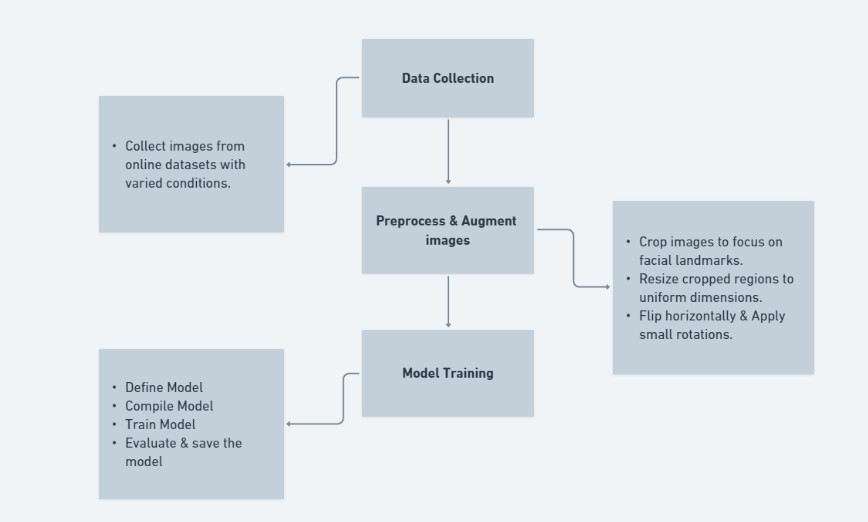 Data Collection
• Collect images from
online datasets with
varied conditions.
Preprocess & Augment
images
• Crop images to focus on
facial landmarks.
• Resize cropped regions to
uniform dimensions.
• Flip horizontally & Apply
small rotations.
Model Training
• Define Model
• Compile Model
• Train Model
• Evaluate & save the
model